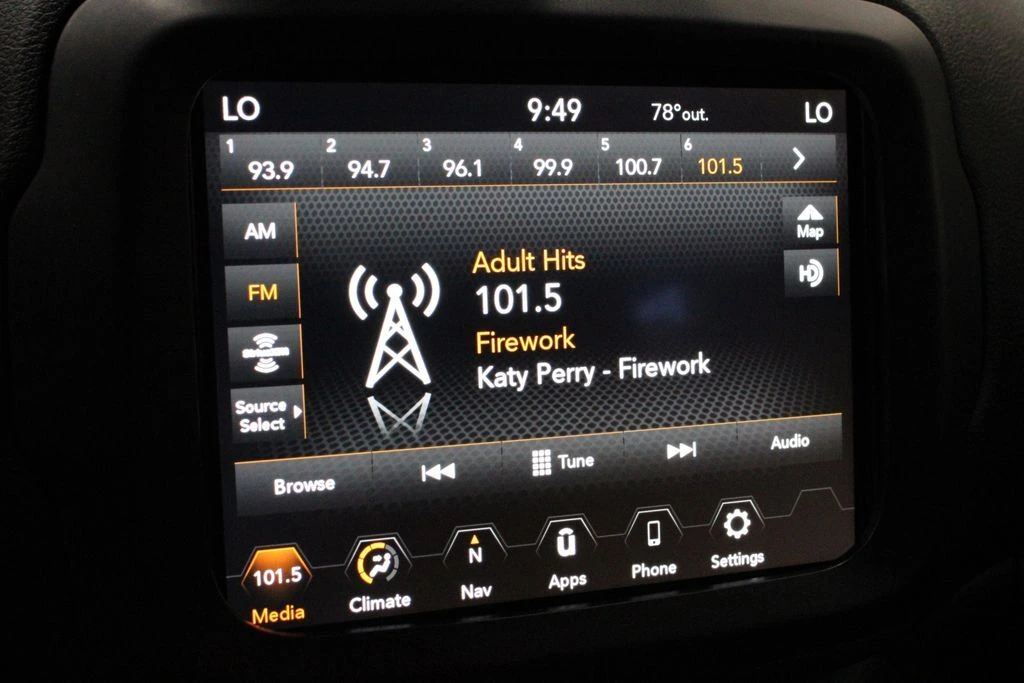 LO 9:49 78°out. LO
1 2 3 4 5 6
93.9 94.7 96.1 99.9 100.7 101.5
AM
Map
FM
HD
Adult Hits
101.5
Firework
Katy Perry - Firework
Source
Select
Browse Tune Audio
101.5 N
Media Climate Nav Apps Phone Settings